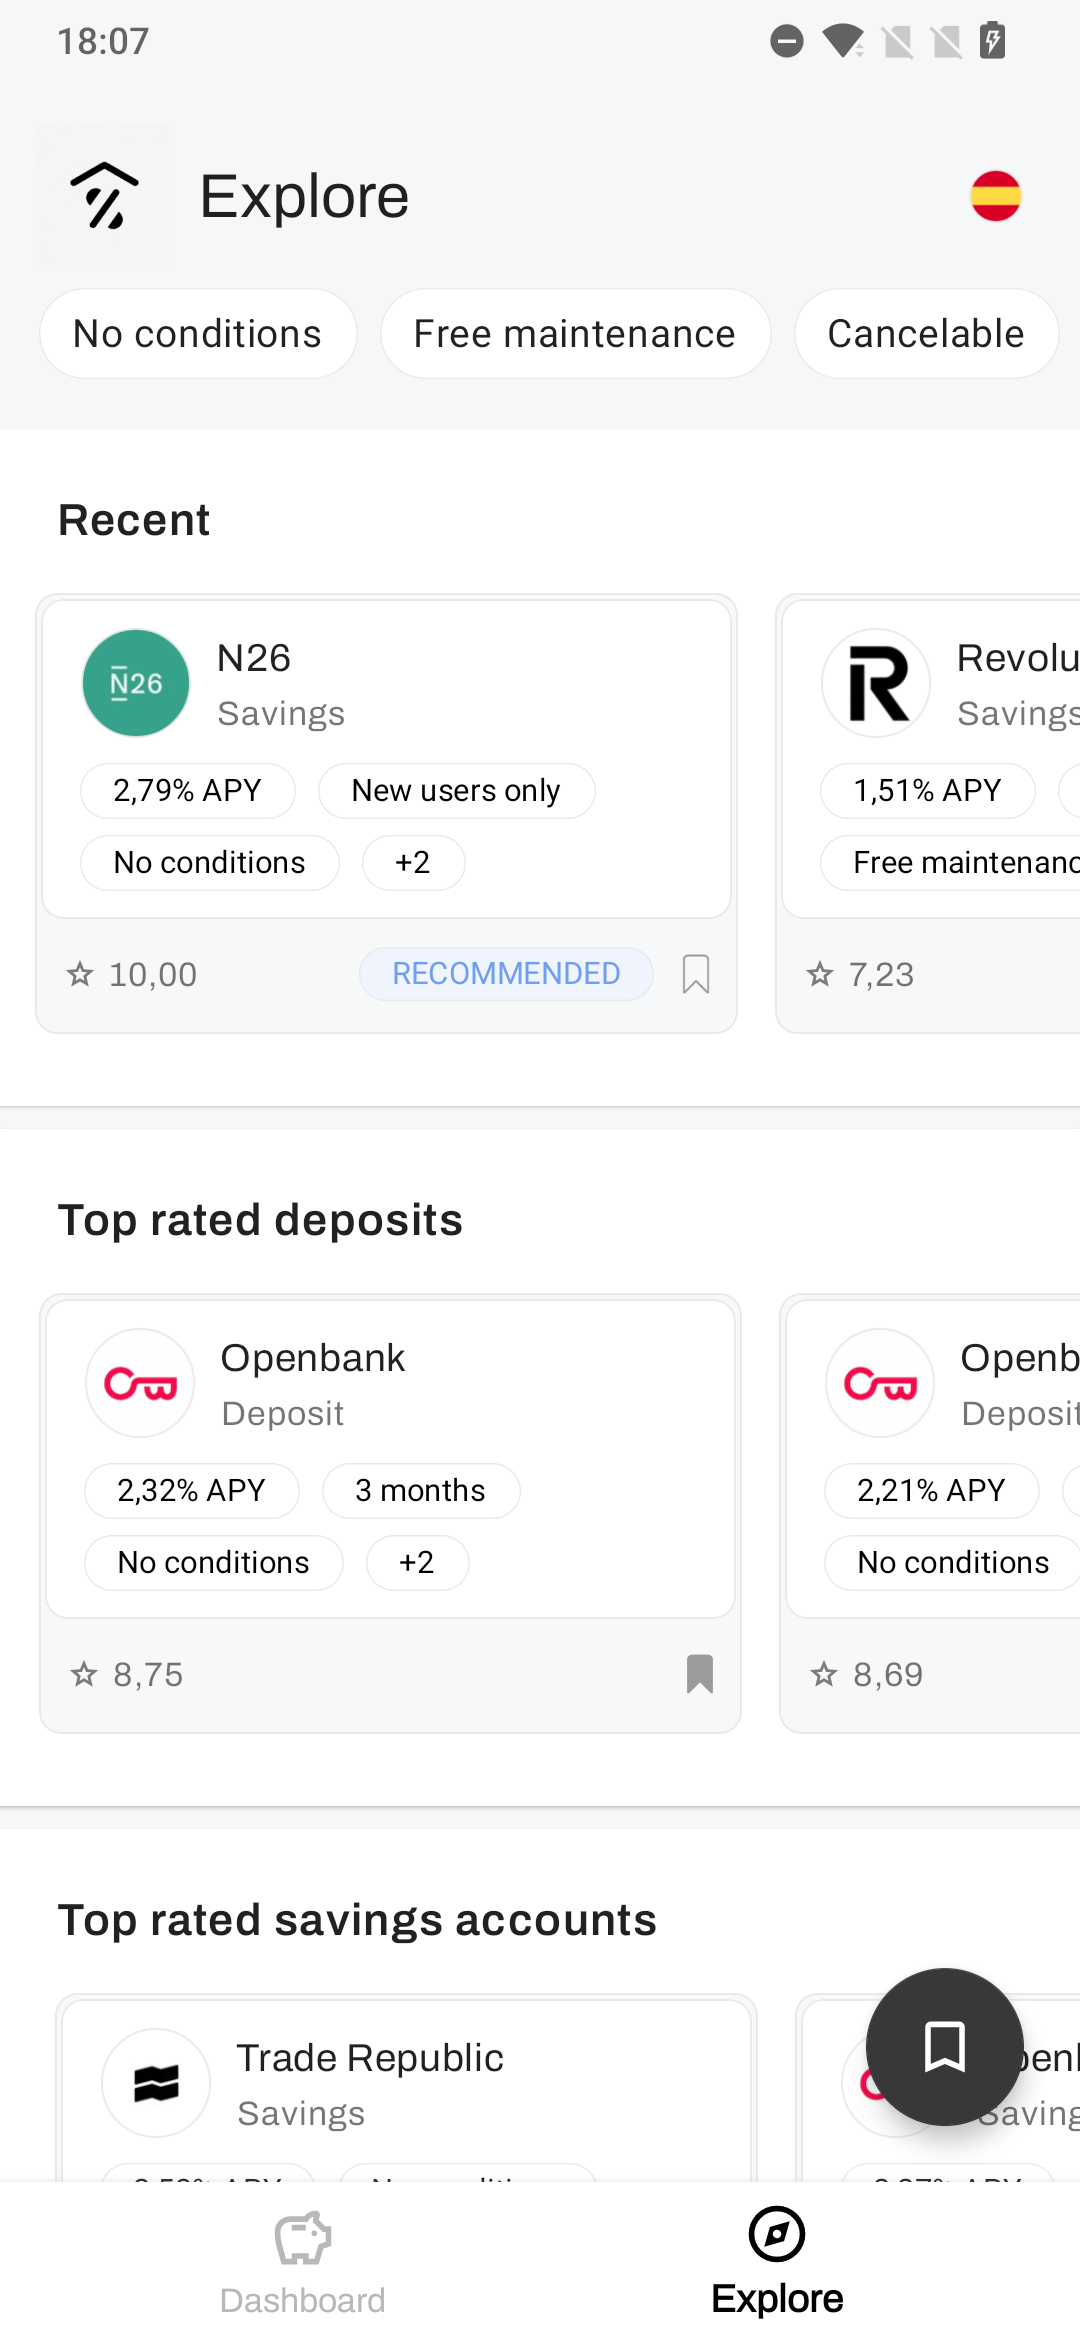 18:07
Explore
No conditions
Free maintenance
Cancelable
Recent
N26
N26
Savings
2,79% APY
New users only
No conditions
+2
10,00
RECOMMENDED
Revolu
Savings
1,51% APY
Free maintenanc
7,23
Top rated deposits
Openbank
Deposit
2,32% APY
3 months
No conditions
+2
8,75
Openb
Deposit
2,21% APY
No conditions
8,69
Top rated savings accounts
Trade Republic
Savings
Saving
Dashboard
Explore